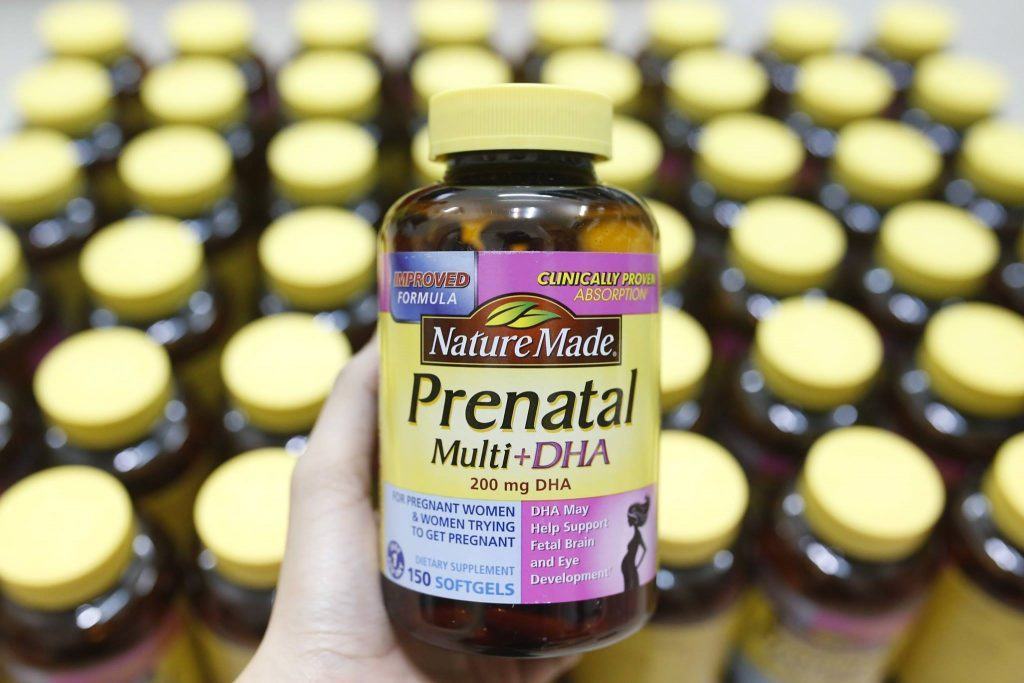 IMPROVED
FORMULA
CLINICALLY PROVEN
ABSORPTION
Nature Made®
Prenatal
Multi+DHA
200 mg DHA
FOR PREGNANT WOMEN
& WOMEN TRYING
TO GET PREGNANT
DIETARY SUPPLEMENT
150 SOFTGELS
DHA May
Help Support
Fetal Brain
and Eye
Development